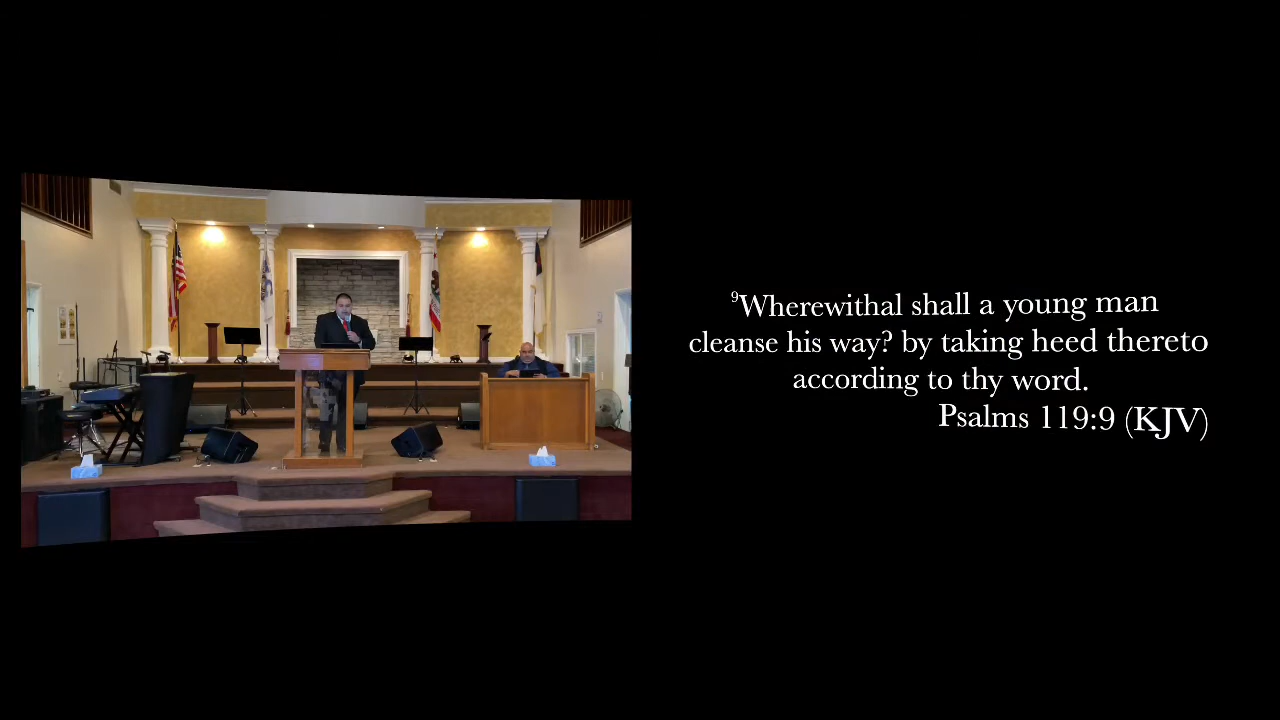 ⁹Wherewithal shall a young man
cleanse his way? by taking heed thereto
according to thy word.
Psalms 119:9 (KJV)